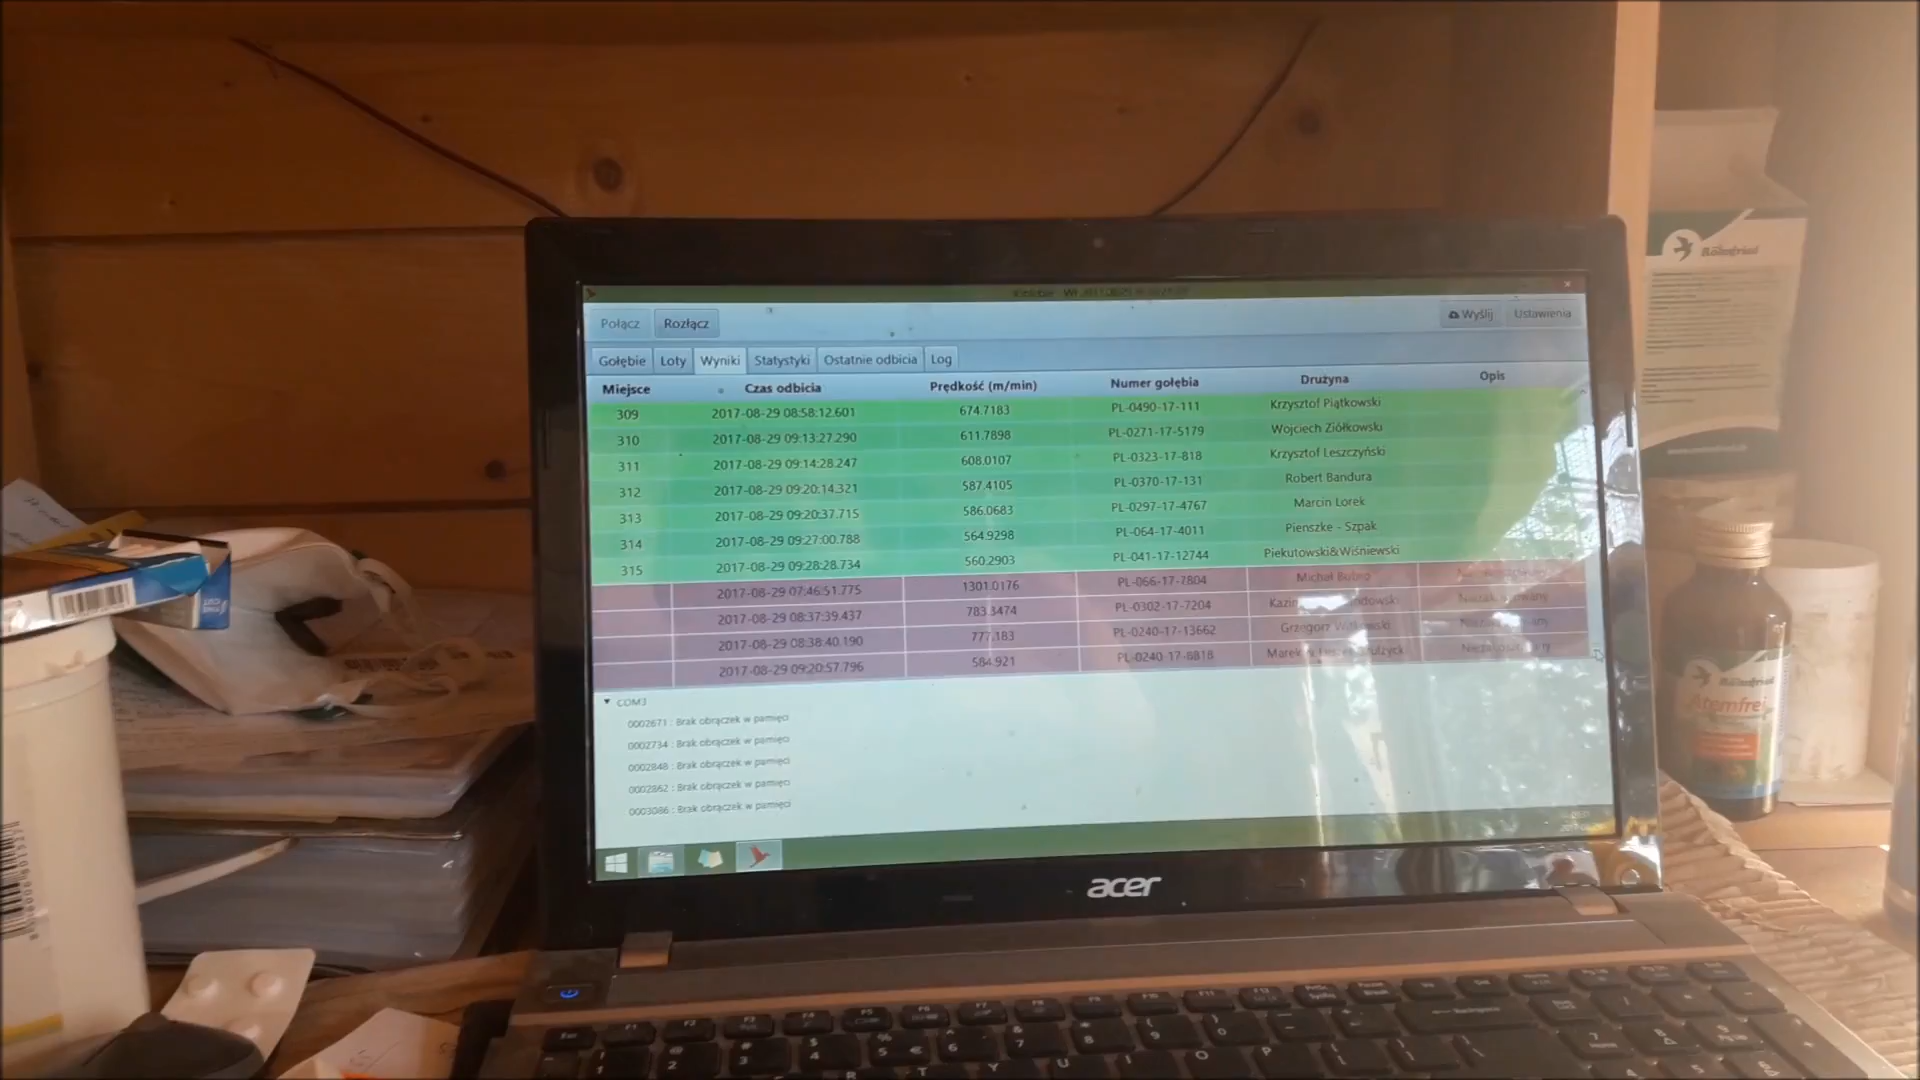 Połącz Rozłącz Wyślij Ustawienia
Gołębie Loty Wyniki Statystyki Ostatnie odbicia Log
Miejsce Czas odbicia Prędkość (m/min) Numer gołębia Drużyna Opis
309 2017-08-29 08:58:12.601 674.7183 PL-0490-17-111 Krzysztof Piątkowski
310 2017-08-29 09:13:27.290 611.7898 PL-0271-17-5179 Wojciech Ziółkowski
311 2017-08-29 09:14:28.247 608.0107 PL-0323-17-818 Krzysztof Leszczyński
312 2017-08-29 09:20:14.321 587.4105 PL-0370-17-131 Robert Bandura
313 2017-08-29 09:20:37.715 586.0683 PL-0297-17-4767 Marcin Lorek
314 2017-08-29 09:27:00.788 564.9298 PL-064-17-4011 Pienszke - Szpak
315 2017-08-29 09:28:28.734 560.2903 PL-041-17-12744 Piekutowski&Wiśniewski
2017-08-29 07:46:51.775 1301.0176 PL-066-17-7804 Michał
2017-08-29 08:37:39.437 783.3474 PL-0302-17-7204
2017-08-29 08:38:40.190 777.183 PL-0240-17-13662 Grzegorz
2017-08-29 09:20:57.796 584.921 PL-0240-17-8818 Marek
COM3
0002671 : Brak obrączek w pamięci
0002734 : Brak obrączek w pamięci
0002848 : Brak obrączek w pamięci
0002862 : Brak obrączek w pamięci
0003086 : Brak obrączek w pamięci
acer
Röhnfried
Röhnfried
Atemfrei